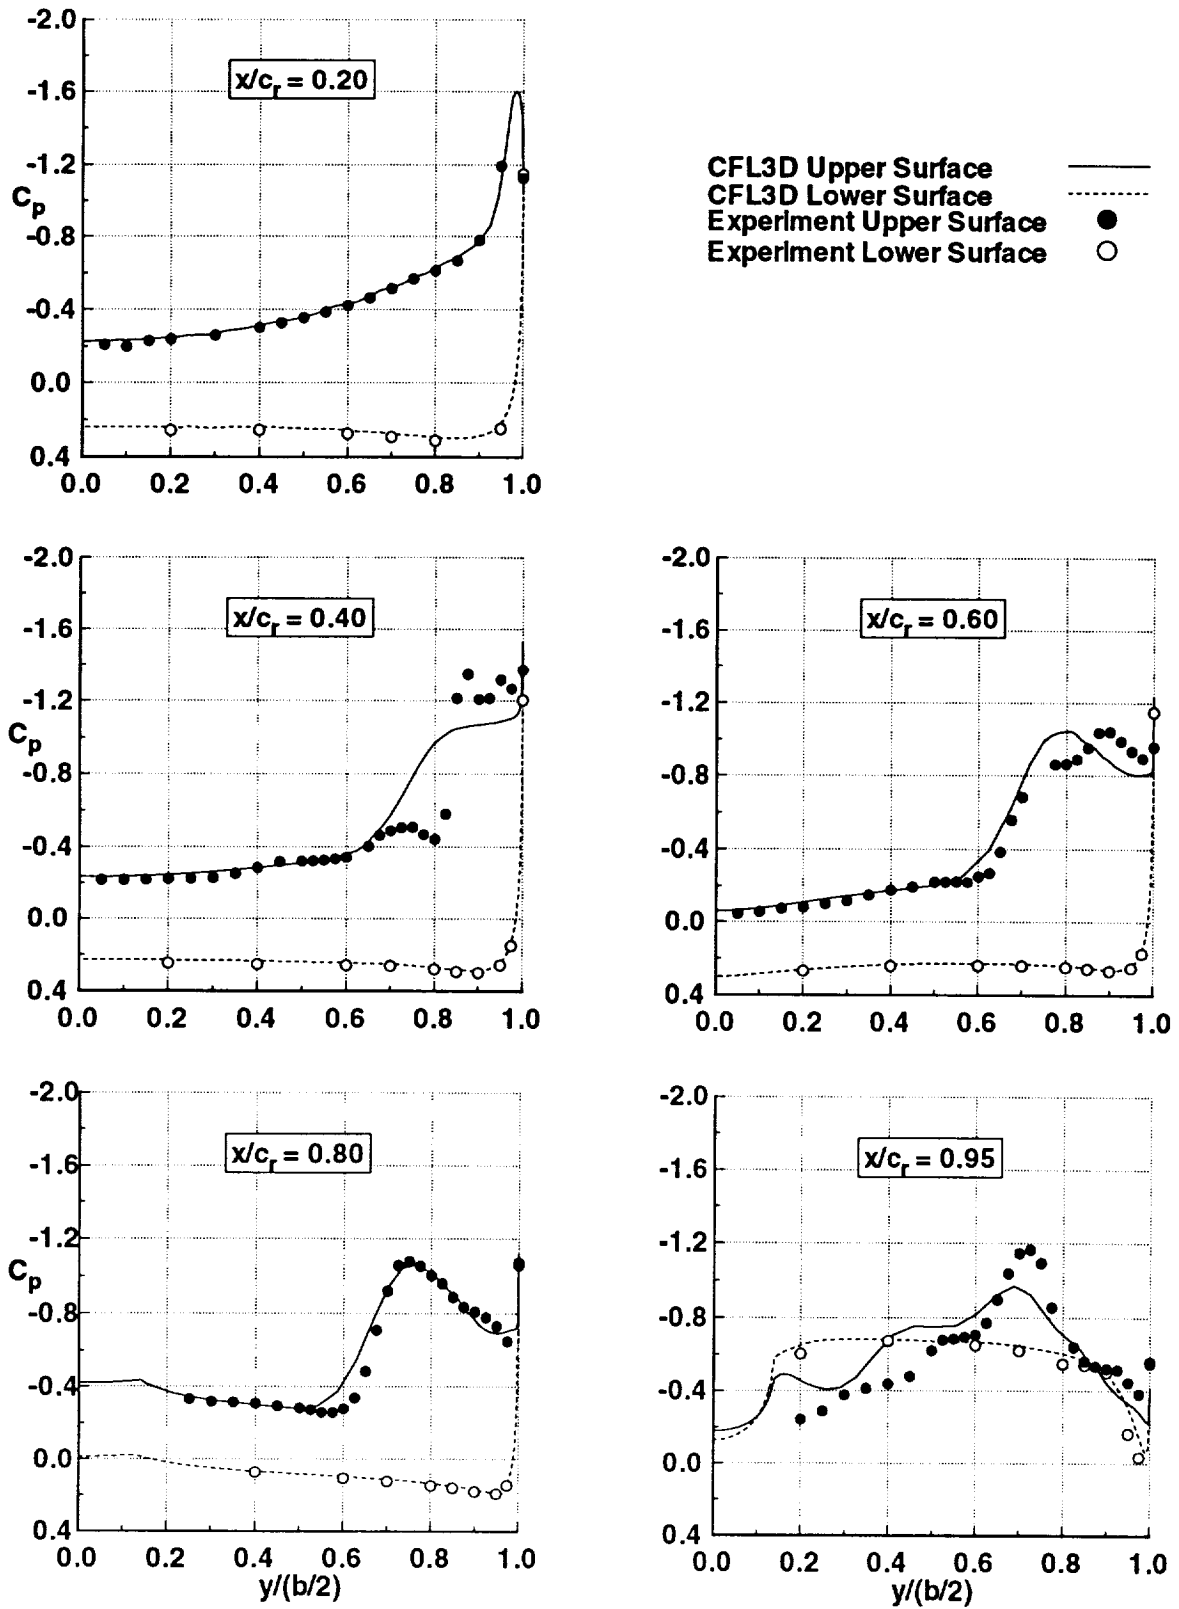 -2.0
-1.6
-1.2
-0.8
-0.4
0.0
0.4
Cp
x/cr = 0.20
0.0 0.2 0.4 0.6 0.8 1.0
CFL3D Upper Surface
CFL3D Lower Surface
Experiment Upper Surface
Experiment Lower Surface
-2.0
-1.6
-1.2
-0.8
-0.4
0.0
0.4
Cp
x/cr = 0.40
0.0 0.2 0.4 0.6 0.8 1.0
-2.0
-1.6
-1.2
-0.8
-0.4
0.0
0.4
x/cr = 0.60
0.0 0.2 0.4 0.6 0.8 1.0
-2.0
-1.6
-1.2
-0.8
-0.4
0.0
0.4
Cp
x/cr = 0.80
0.0 0.2 0.4 0.6 0.8 1.0
y/(b/2)
-2.0
-1.6
-1.2
-0.8
-0.4
0.0
0.4
x/cr = 0.95
0.0 0.2 0.4 0.6 0.8 1.0
y/(b/2)